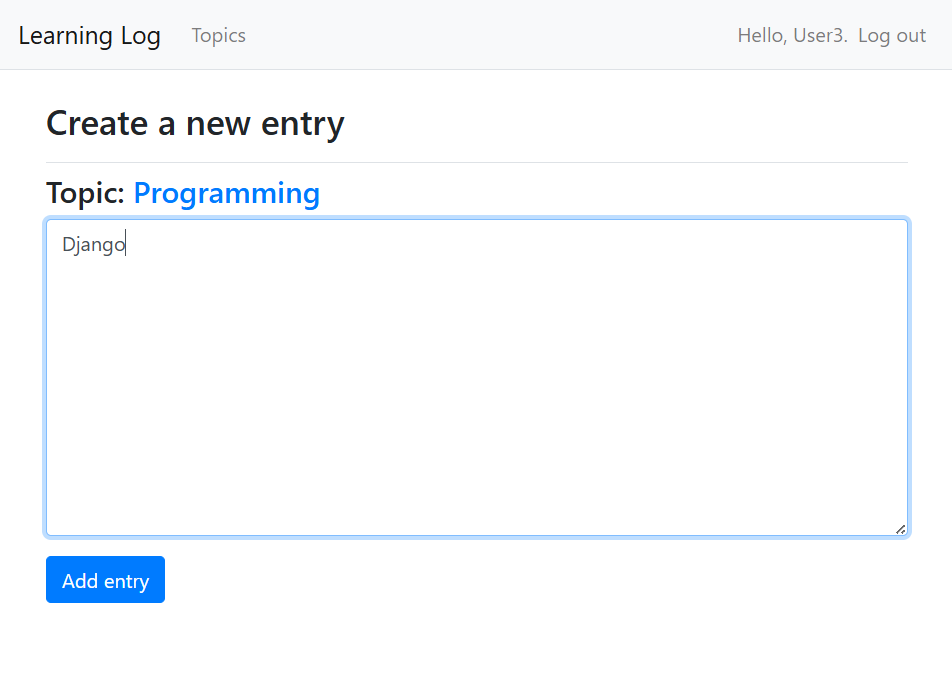 Learning Log Topics Hello, User3. Log out
Create a new entry
Topic: Programming
Django
Add entry